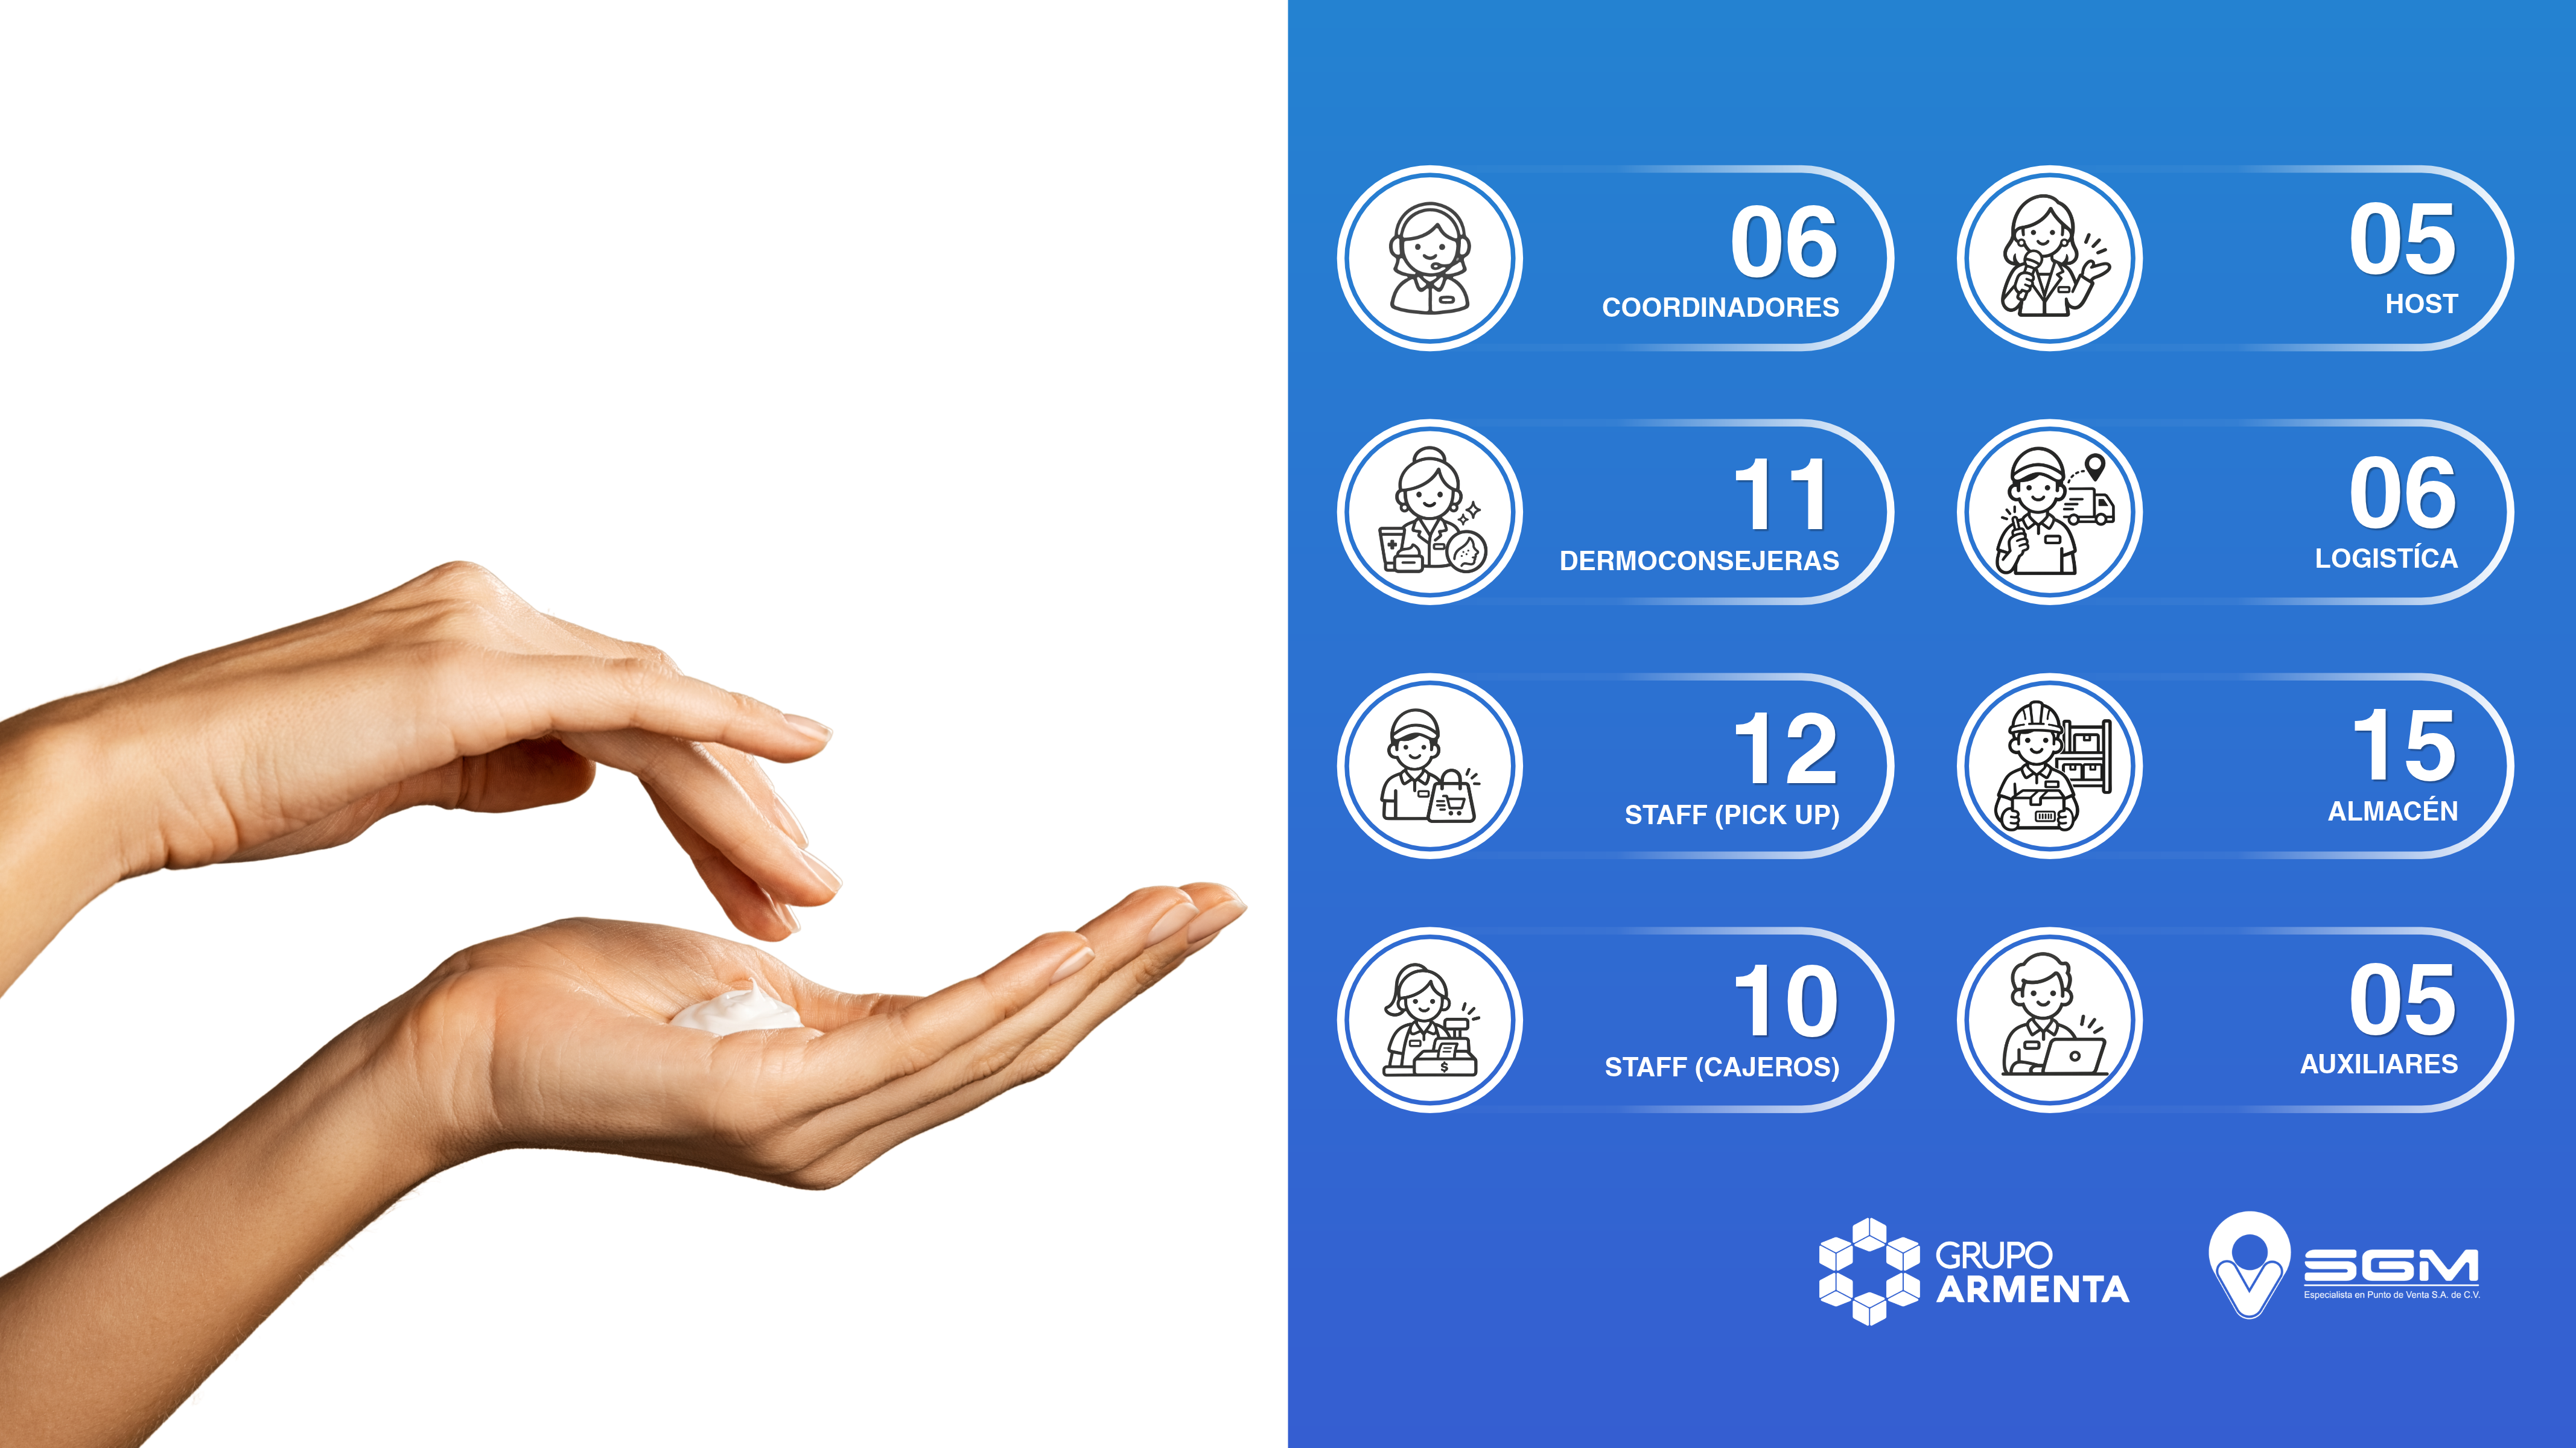 06
COORDINADORES
05
HOST
11
DERMOCONSEJERAS
06
LOGISTÍCA
12
STAFF (PICK UP)
15
ALMACÉN
10
STAFF (CAJEROS)
$
05
AUXILIARES
GRUPO
ARMENTA
SGM
Especialista en Punto de Venta S.A. de C.V.